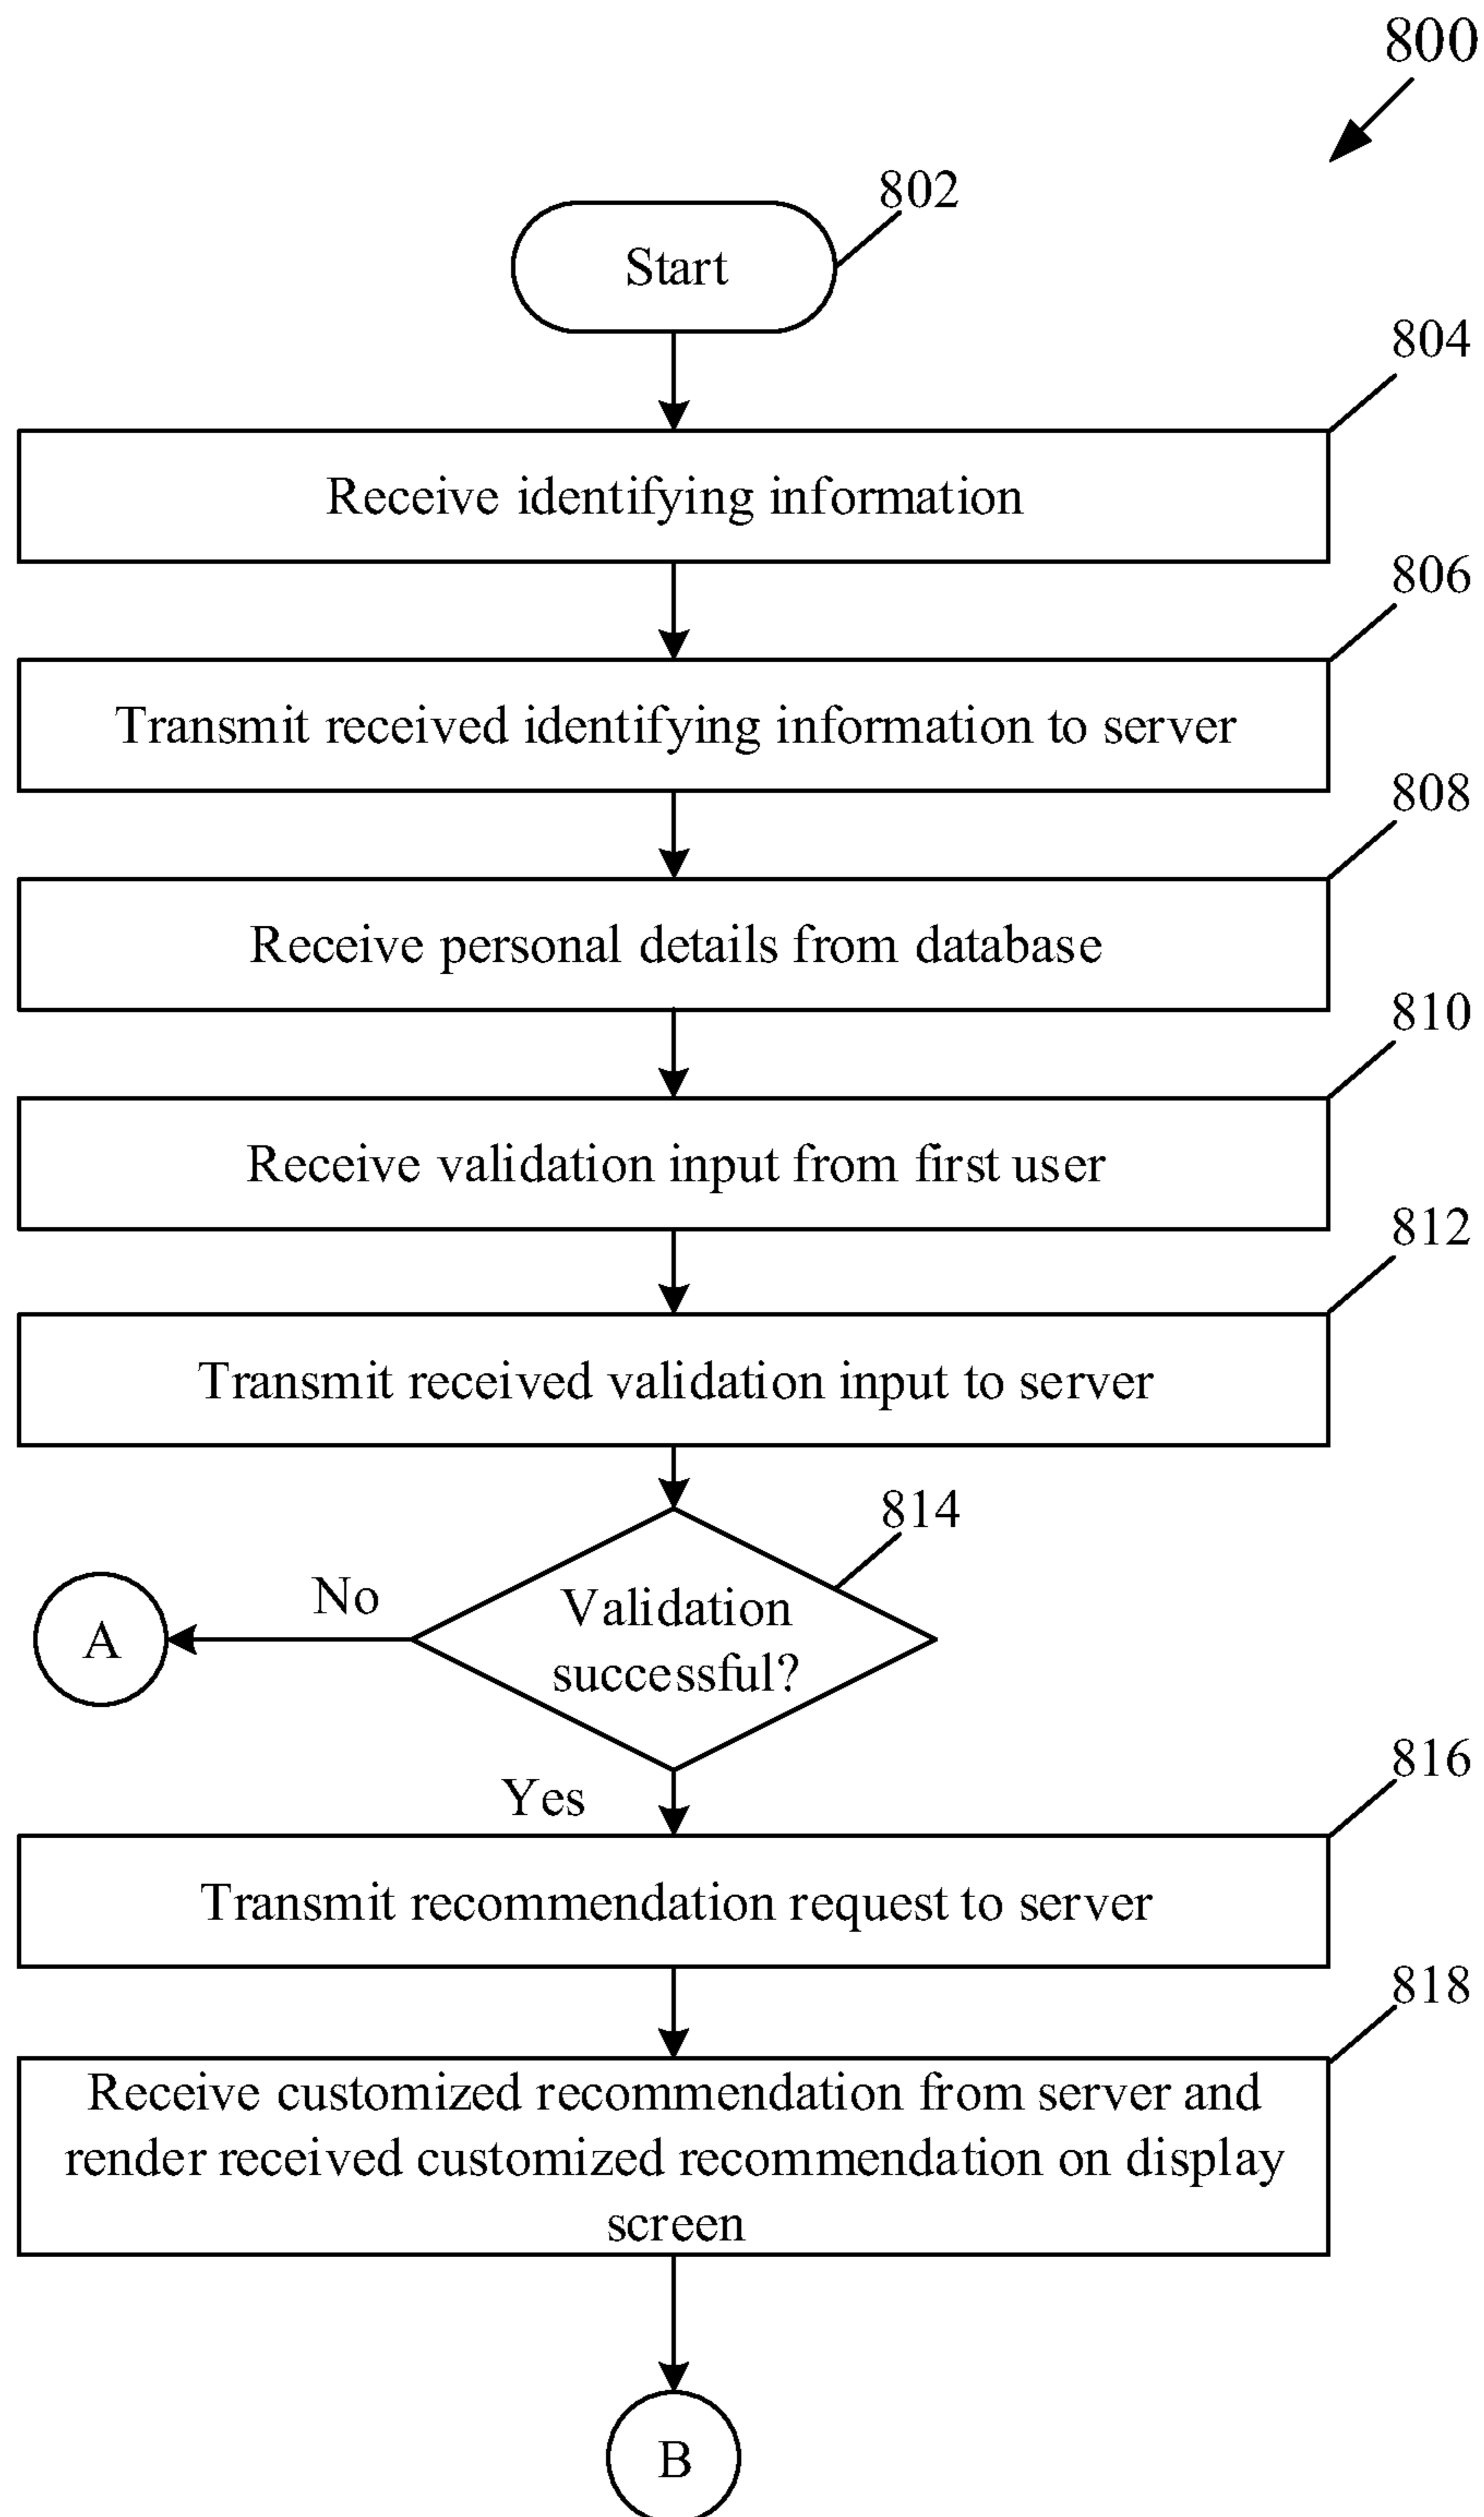 800
802
Start
804
Receive identifying information
806
Transmit received identifying information to server
808
Receive personal details from database
810
Receive validation input from first user
812
Transmit received validation input to server
814
Validation
successful?
No
A
Yes
816
Transmit recommendation request to server
818
Receive customized recommendation from server and
render received customized recommendation on display
screen
B